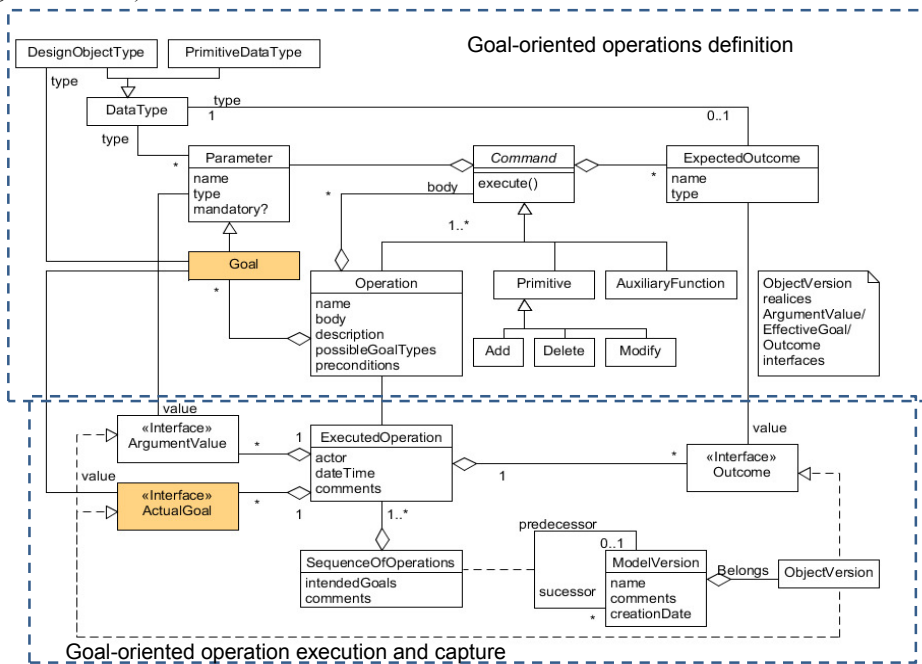 Goal-oriented operations definition
DesignObjectType
PrimitiveDataType
type
DataType
type
1
0..1
type
Parameter
name
type
mandatory?
*
Command
execute()
body
*
1..*
ExpectedOutcome
name
type
*
Goal
*
Operation
name
body
description
possibleGoalTypes
preconditions
Primitive
AuxiliaryFunction
Add
Delete
Modify
ObjectVersion
realices
ArgumentValue/
EffectiveGoal/
Outcome
interfaces
value
«Interface»
ArgumentValue
*
1
ExecutedOperation
actor
dateTime
comments
1
*
value
«Interface»
Outcome
value
«Interface»
ActualGoal
*
1
1..*
SequenceOfOperations
intendedGoals
comments
predecessor
0..1
sucessor
*
ModelVersion
name
comments
creationDate
Belongs
ObjectVersion
Goal-oriented operation execution and capture